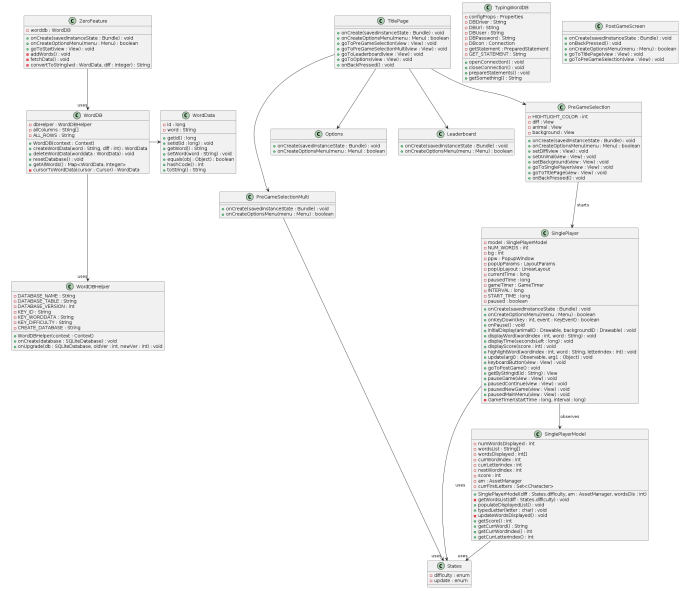 C ZeroFeature
worddb : WordDB
onCreate(savedInstanceState : Bundle) : void
onCreateOptionsMenu(menu : Menu) : boolean
goToStart(view : View) : void
addWords() : void
fetchData() : void
convertToString(wd : WordData, diff : Integer) : String
uses
C WordDB
dbHelper : WordDBHelper
allColumns : String[]
ALL_ROWS : String
WordDB(context : Context)
createWordData(word : String, diff : int) : WordData
deleteWordData(worddata : WordData) : void
resetDatabase() : void
getAllWords() : Map<WordData, Integer>
cursorToWordData(cursor : Cursor) : WordData
C WordData
id : long
word : String
getId() : long
setId(id : long) : void
getWord() : String
setWord(word : String) : void
equals(obj : Object) : boolean
hashCode() : int
toString() : String
uses
C WordDBHelper
DATABASE_NAME : String
DATABASE_TABLE : String
DATABASE_VERSION : int
KEY_ID : String
KEY_WORDDATA : String
KEY_DIFFICULTY : String
CREATE_DATABASE : String
WordDBHelper(context : Context)
onCreate(database : SQLiteDatabase) : void
onUpgrade(db : SQLiteDatabase, oldVer : int, newVer : int) : void
C TitlePage
onCreate(savedInstanceState : Bundle) : void
onCreateOptionsMenu(menu : Menu) : boolean
goToPreGameSelection(view : View) : void
goToPreGameSelectionMulti(view : View) : void
goToLeaderboard(view : View) : void
goToOptions(view : View) : void
onBackPressed() : void
C TypingWordDB
configProps : Properties
DBDriver : String
DBUrl : String
DBUser : String
DBPassword : String
DBcon : Connection
getStatement : PreparedStatement
GET_STATEMENT : String
openConnection() : void
closeConnection() : void
prepareStatements() : void
getSomething() : String
C PostGameScreen
onCreate(savedInstanceState : Bundle) : void
onBackPressed() : void
onCreateOptionsMenu(menu : Menu) : boolean
goToTitlePage(view : View) : void
goToPreGameSelection(view : View) : void
C Options
onCreate(savedInstanceState : Bundle) : void
onCreateOptionsMenu(menu : Menu) : boolean
C Leaderboard
onCreate(savedInstanceState : Bundle) : void
onCreateOptionsMenu(menu : Menu) : boolean
C PreGameSelection
HIGHTLIGHT_COLOR : int
diff : View
animal : View
background : View
onCreate(savedInstanceState : Bundle) : void
onCreateOptionsMenu(menu : Menu) : boolean
setDiff(view : View) : void
setAnimal(view : View) : void
setBackground(view : View) : void
goToSinglePlayer(view : View) : void
goToTitlePage(view : View) : void
onBackPressed() : void
C PreGameSelectionMulti
onCreate(savedInstanceState : Bundle) : void
onCreateOptionsMenu(menu : Menu) : boolean
starts
C SinglePlayer
model : SinglePlayerModel
NUM_WORDS : int
bg : int
ppw : PopupWindow
popUpParams : LayoutParams
popUpLayout : LinearLayout
currentTime : long
pausedTime : long
gameTimer : GameTimer
INTERVAL : long
START_TIME : long
paused : boolean
onCreate(savedInstanceState : Bundle) : void
onCreateOptionsMenu(menu : Menu) : boolean
onKeyDown(key : int, event : KeyEvent) : boolean
onPause() : void
initialDisplay(animalID : Drawable, backgroundID : Drawable) : void
displayWord(wordIndex : int, word : String) : void
displayTime(secondsLeft : long) : void
displayScore(score : int) : void
highlightWord(wordIndex : int, word : String, letterIndex : int) : void
update(arg0 : Observable, arg1 : Object) : void
keyboardButton(view : View) : void
goToPostGame() : void
getByStringId(id : String) : View
pauseGame(view : View) : void
pausedContinue(view : View) : void
pausedNewGame(view : View) : void
pausedMainMenu(view : View) : void
GameTimer(startTime : long, interval : long)
observes
C SinglePlayerModel
numWordsDisplayed : int
wordsList : String[]
wordsDisplayed : int[]
currWordIndex : int
currLetterIndex : int
nextWordIndex : int
score : int
am : AssetManager
currFirstLetters : Set<Character>
SinglePlayerModel(diff : States.difficulty, am : AssetManager, wordsDis : int)
getWordsList(diff : States.difficulty) : void
populateDisplayedList() : void
typedLetter(letter : char) : void
updateWordsDisplayed() : void
getScore() : int
getCurrWord() : String
getCurrWordIndex() : int
getCurrLetterIndex() : int
uses
uses
uses
C States
difficulty : enum
update : enum